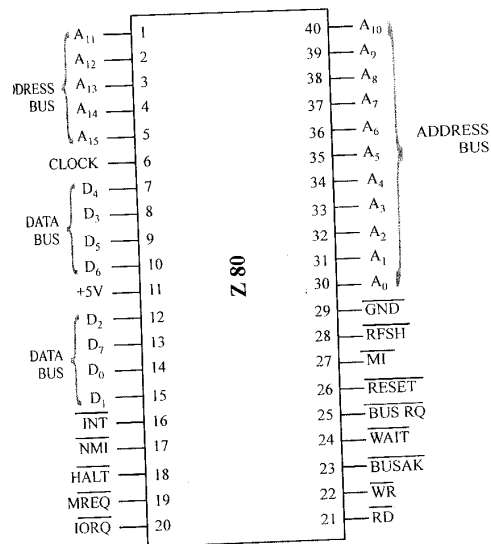 A₁₁ 1
A₁₂ 2
DDRESS A₁₃ 3
BUS A₁₄ 4
A₁₅ 5
CLOCK 6
D₄ 7
DATA D₃ 8
BUS D₅ 9
D₆ 10
+5V 11
D₂ 12
DATA D₇ 13
BUS D₀ 14
D₁ 15
INT 16
NMI 17
HALT 18
MREQ 19
IORQ 20
Z 80
40 A₁₀
39 A₉
38 A₈
37 A₇
36 A₆
35 A₅ ADDRESS
34 A₄ BUS
33 A₃
32 A₂
31 A₁
30 A₀
29 GND
28 RFSH
27 MI
26 RESET
25 BUS RQ
24 WAIT
23 BUSAK
22 WR
21 RD